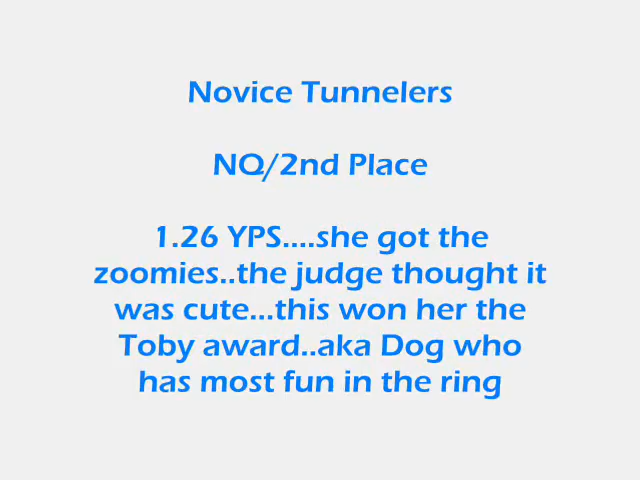 Novice Tunnelers
NQ/2nd Place
1.26 YPS....she got the
zoomies..the judge thought it
was cute...this won her the
Toby award..aka Dog who
has most fun in the ring